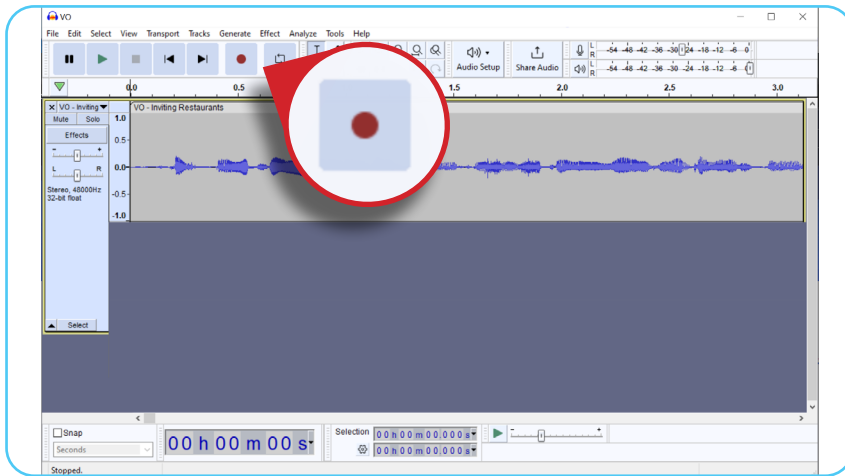 VO
File Edit Select View Transport Tracks Generate Effect Analyze Tools Help
Audio Setup
Share Audio
L
R
-54 -48 -42 -36 -30 -24 -18 -12 -6 0
L
R
-54 -48 -42 -36 -30 -24 -18 -12 -6
0.0 0.5 1.5 2.0 2.5 3.0
VO - Inviting
VO - Inviting Restaurants
Mute Solo
Effects
- +
L R
Stereo, 48000Hz
32-bit float
1.0
0.5-
0.0-
-0.5-
-1.0
Select
Snap
Seconds
00 h 00 m 00 s
Selection
00 h 00 m 00.000 s
00 h 00 m 00.000 s
- +
Stopped.